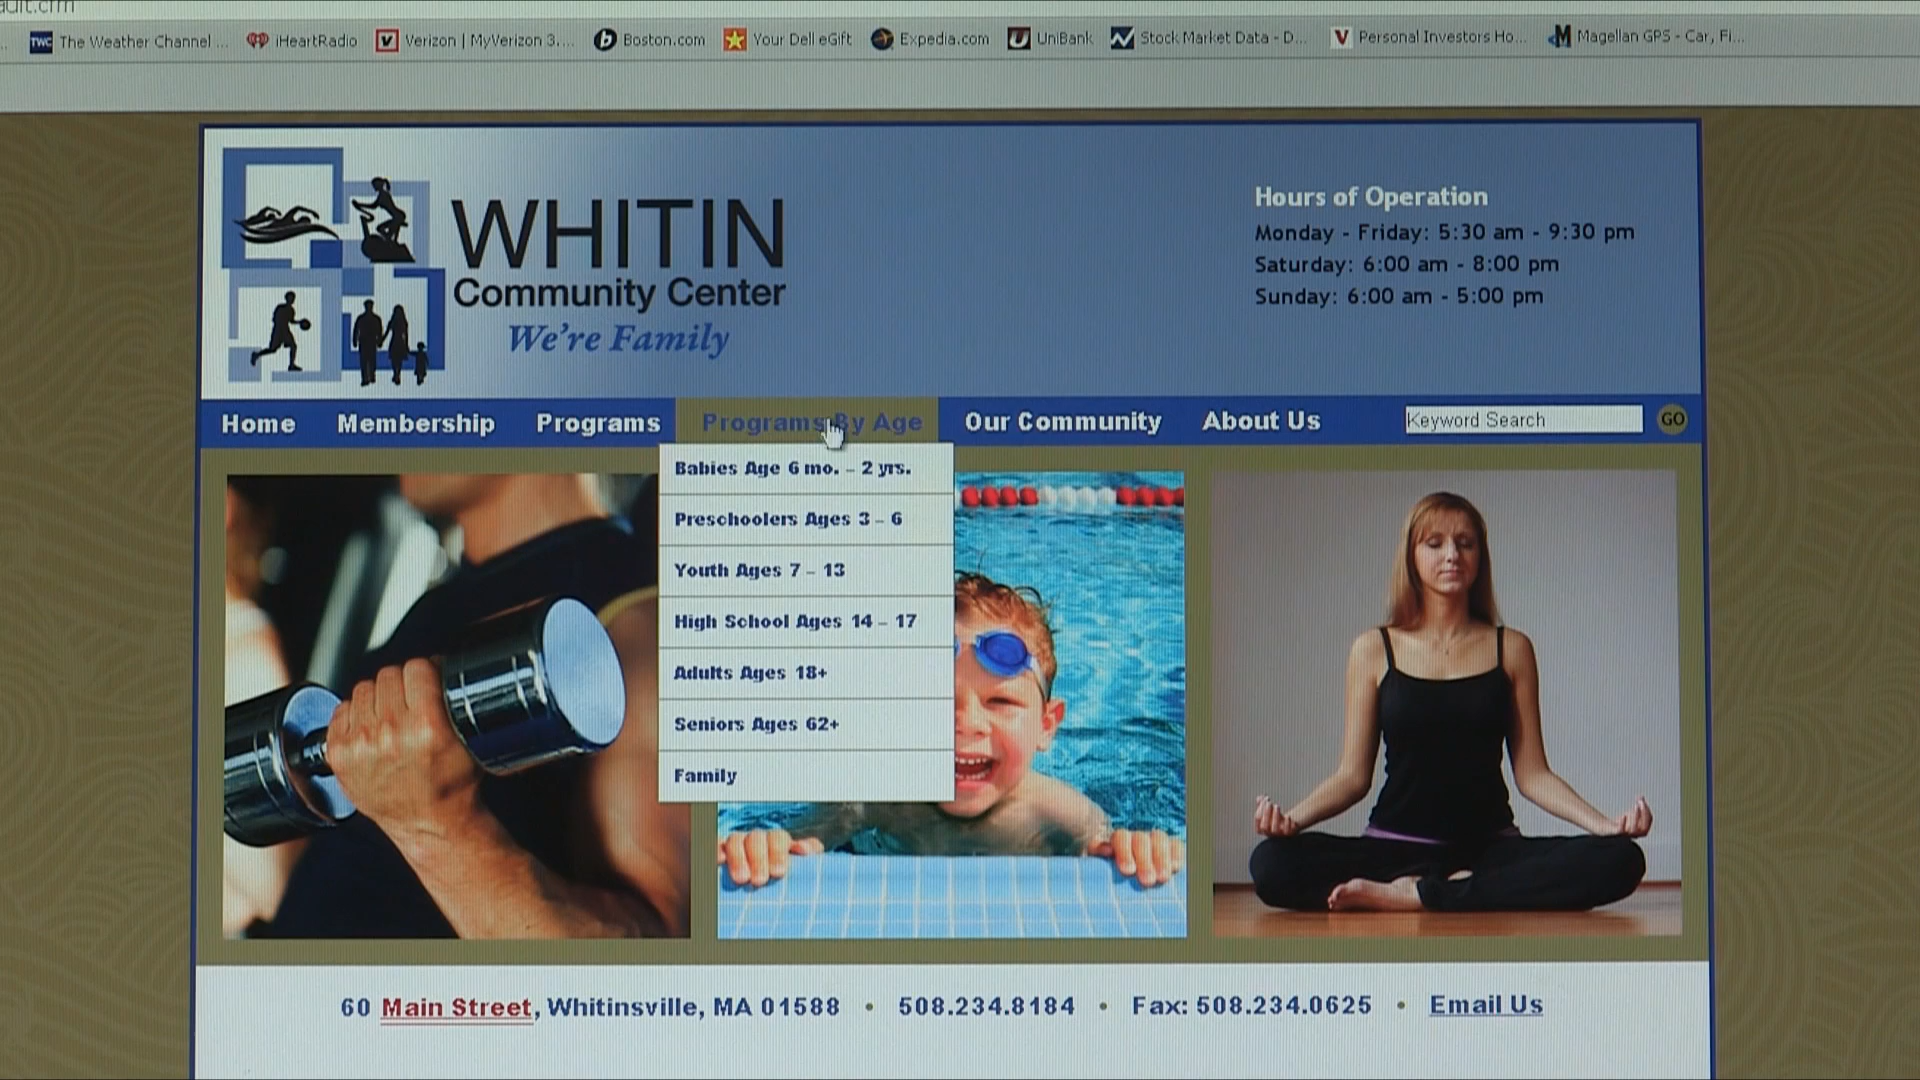 TWC The Weather Channel ...
iHeartRadio
Verizon | MyVerizon 3....
Boston.com
Your Dell eGift
Expedia.com
UniBank
Stock Market Data - D...
Personal Investors Ho...
Magellan GPS - Car, Fi...
WHITIN
Community Center
We're Family
Hours of Operation
Monday - Friday: 5:30 am - 9:30 pm
Saturday: 6:00 am - 8:00 pm
Sunday: 6:00 am - 5:00 pm
Home Membership Programs Programs By Age Our Community About Us Keyword Search GO
Babies Age 6 mo. – 2 yrs.
Preschoolers Ages 3 – 6
Youth Ages 7 – 13
High School Ages 14 – 17
Adults Ages 18+
Seniors Ages 62+
Family
60 Main Street, Whitinsville, MA 01588 • 508.234.8184 • Fax: 508.234.0625 • Email Us